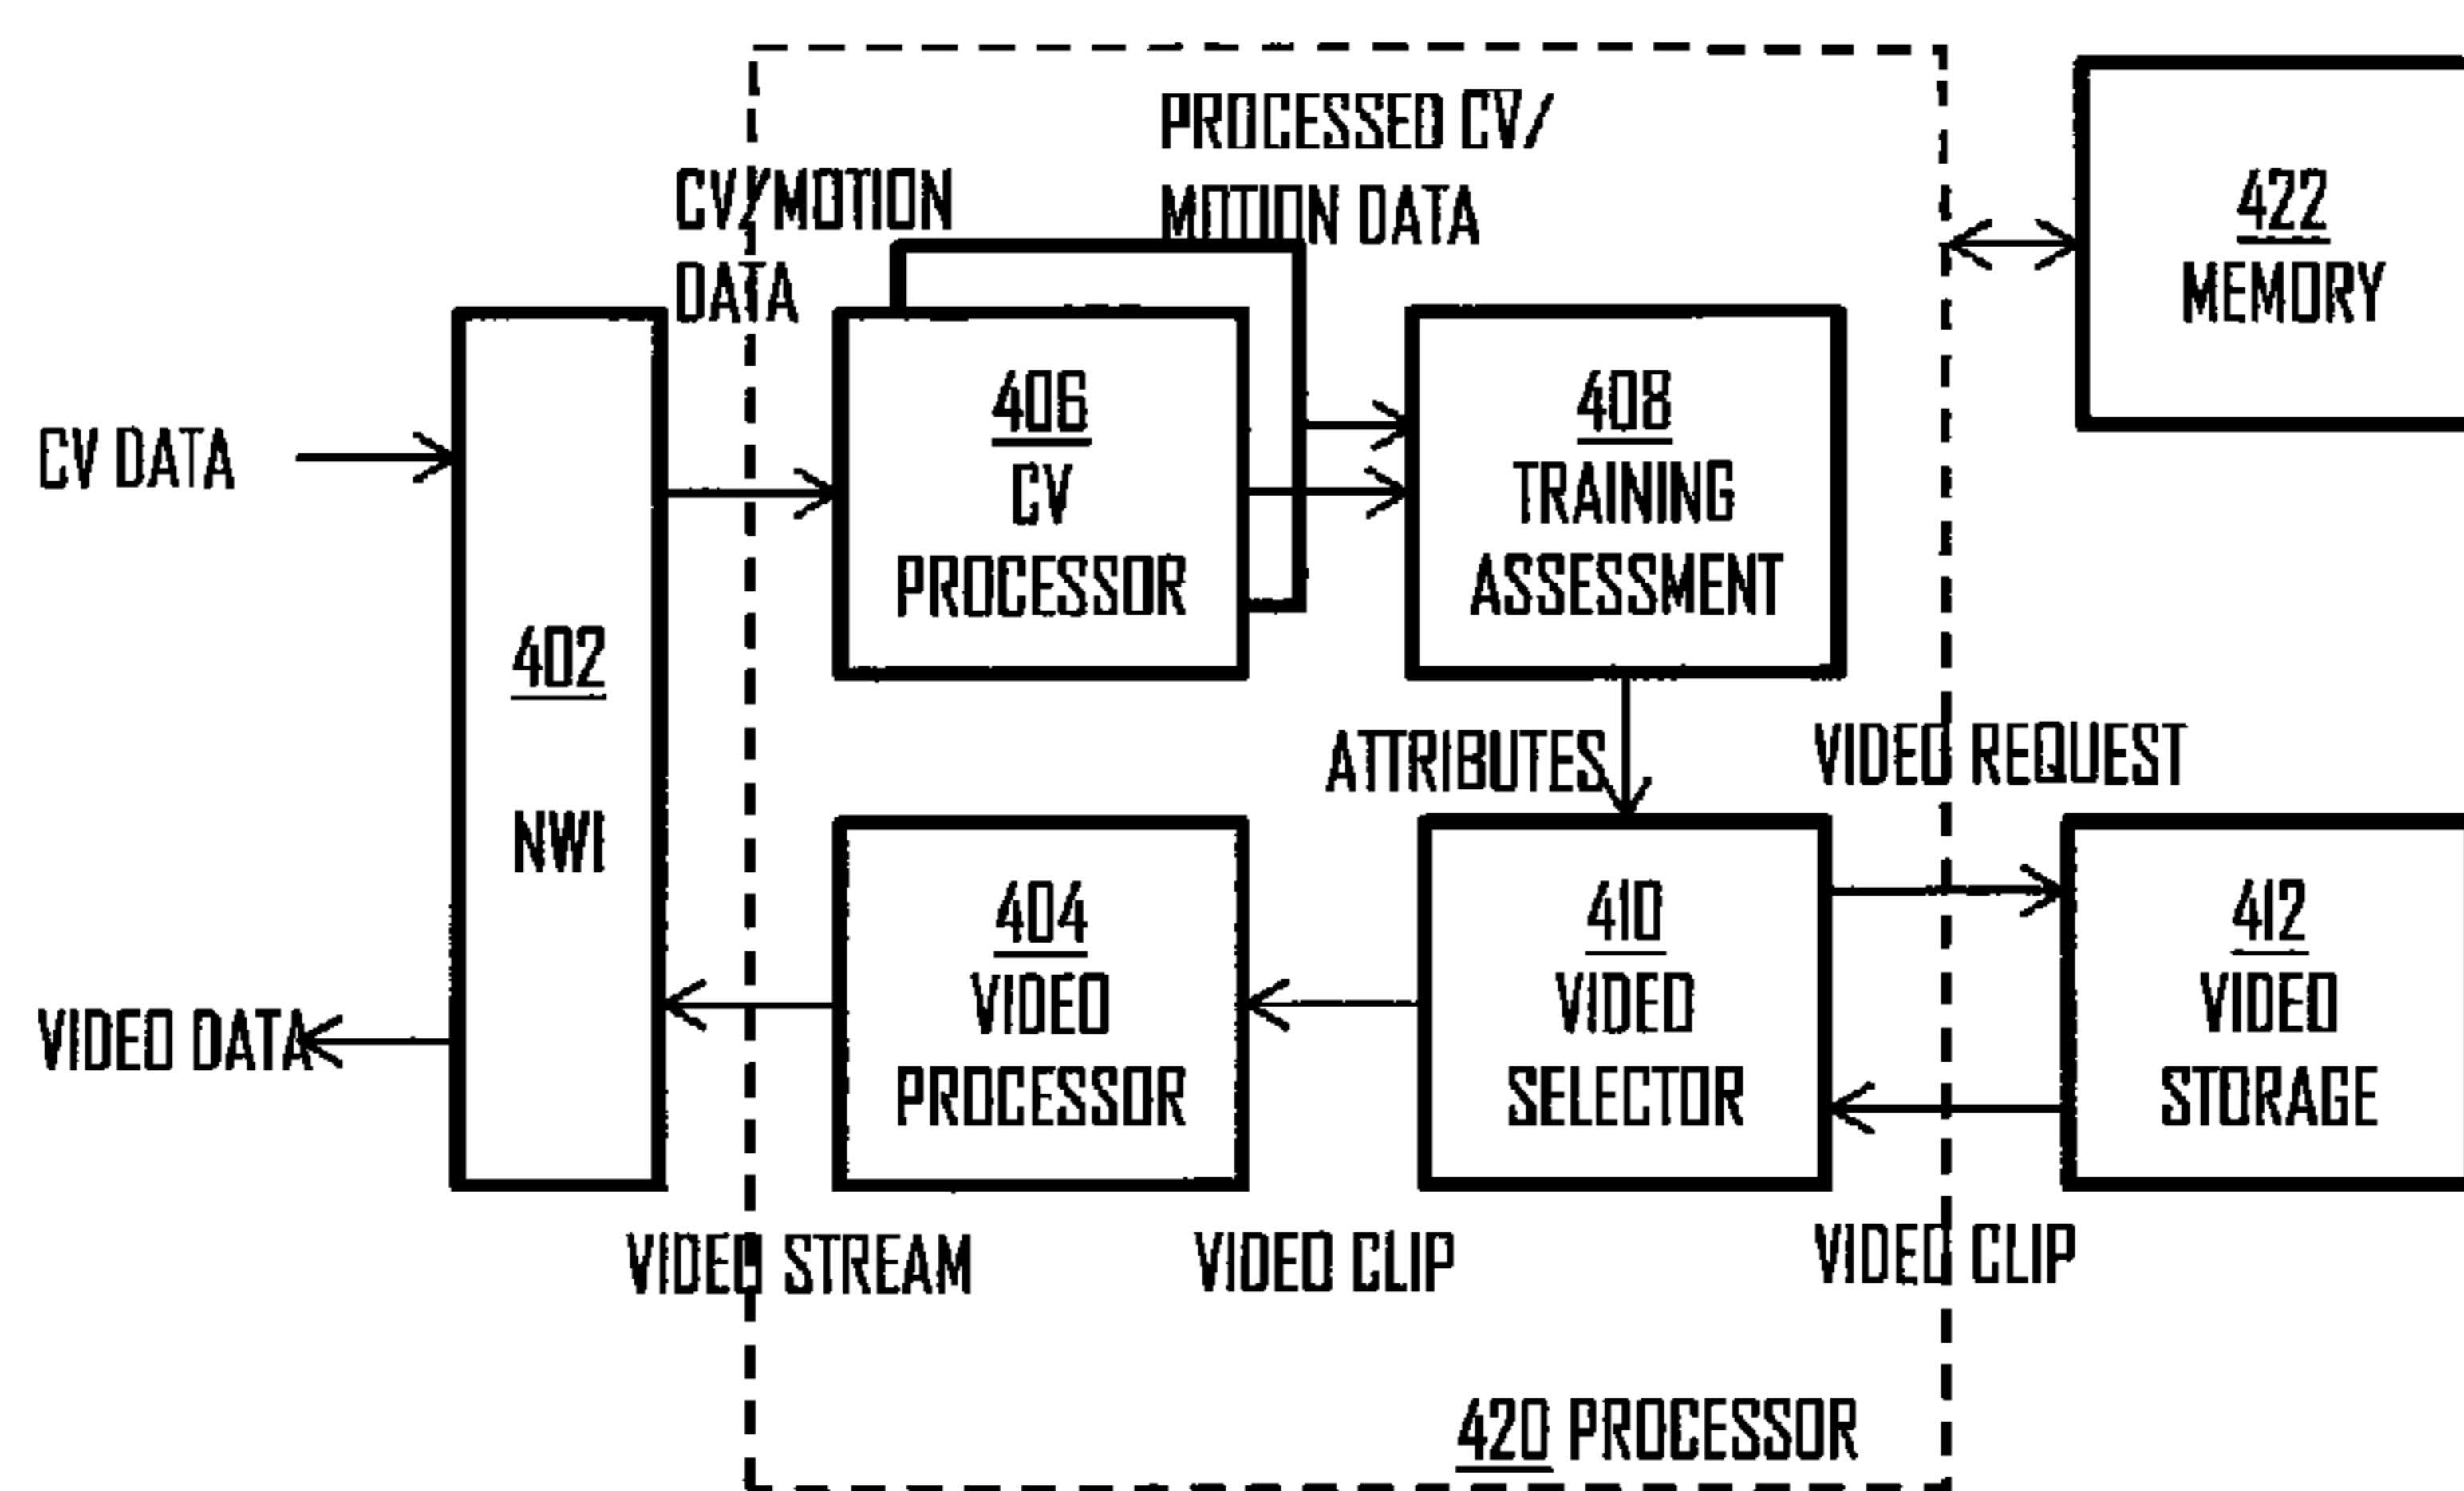 PROCESSED CV/
MOTION DATA
CV/MOTION
DATA
422
MEMORY
CV DATA
406
CV
PROCESSOR
408
TRAINING
ASSESSMENT
402
NWI
ATTRIBUTES
VIDEO REQUEST
404
VIDEO
PROCESSOR
410
VIDEO
SELECTOR
412
VIDEO
STORAGE
VIDEO DATA
VIDEO STREAM
VIDEO CLIP
VIDEO CLIP
420 PROCESSOR